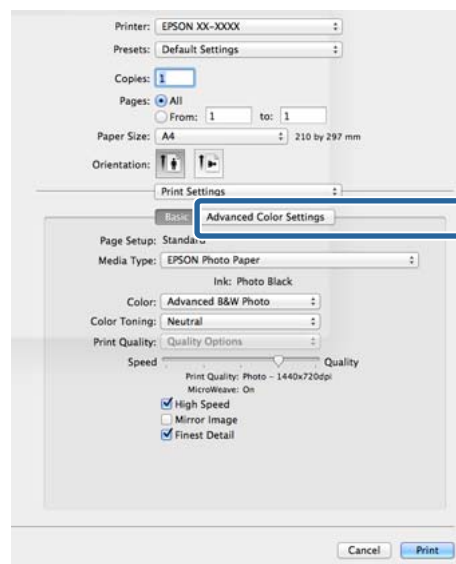 Printer: EPSON XX-XXXX
Presets: Default Settings
Copies: 1
Pages: All
From: 1 to: 1
Paper Size: A4 210 by 297 mm
Orientation:
Print Settings
Basic Advanced Color Settings
Page Setup: Standard
Media Type: EPSON Photo Paper
Ink: Photo Black
Color: Advanced B&W Photo
Color Toning: Neutral
Print Quality: Quality Options
Speed Quality
Print Quality: Photo - 1440x720dpi
MicroWeave: On
High Speed
Mirror Image
Finest Detail
Cancel Print